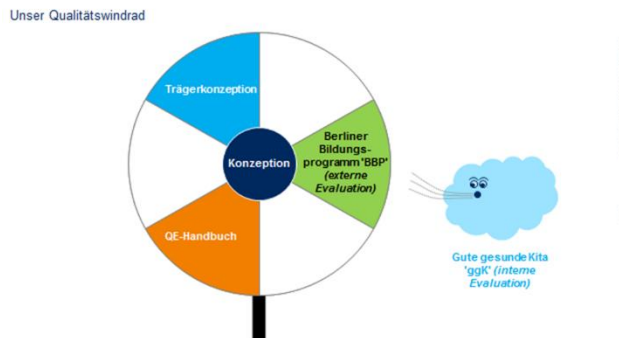 Unser Qualitätswindrad
Trägerkonzeption
Konzeption
Berliner
Bildungs-
programm 'BBP'
(externe
Evaluation)
QE-Handbuch
Gute gesunde Kita
'ggK' (interne
Evaluation)